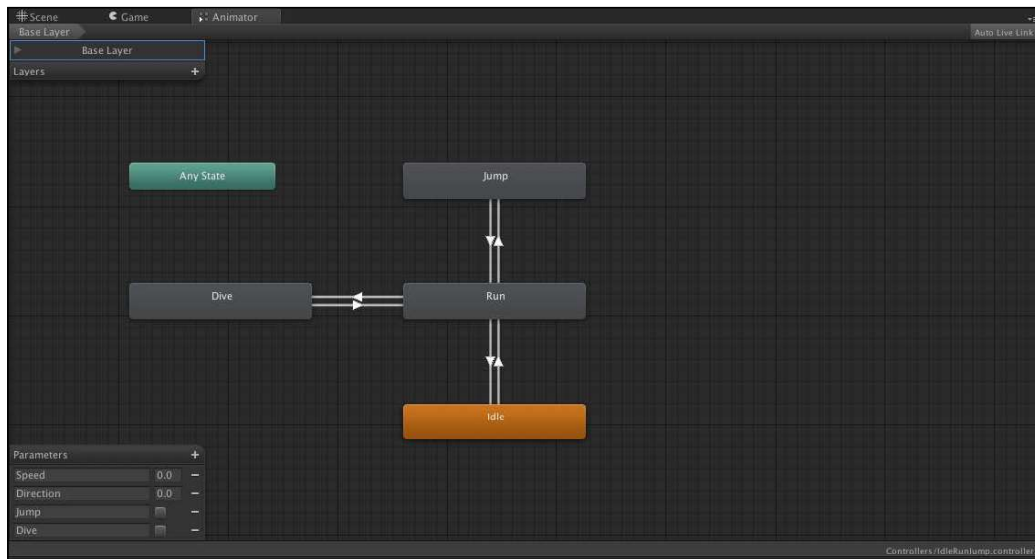 Scene Game Animator
Base Layer Auto Live Link
Base Layer
Layers +
Any State
Jump
Dive
Run
Idle
Parameters +
Speed 0.0 −
Direction 0.0 −
Jump −
Dive −
Controllers/IdleRunJump.controller